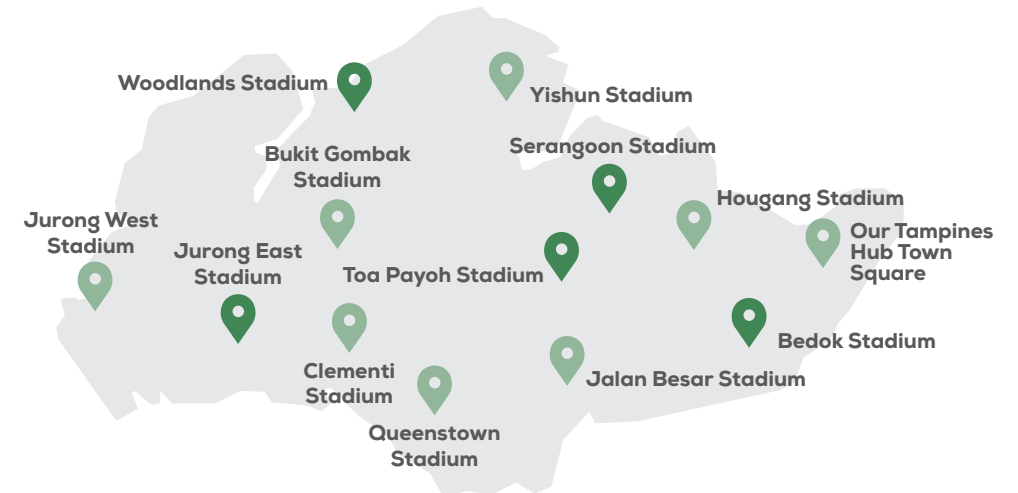 Woodlands Stadium
Yishun Stadium
Bukit Gombak
Stadium
Serangoon Stadium
Jurong West
Stadium
Jurong East
Stadium
Toa Payoh Stadium
Hougang Stadium
Our Tampines
Hub Town
Square
Clementi
Stadium
Bedok Stadium
Jalan Besar Stadium
Queenstown
Stadium